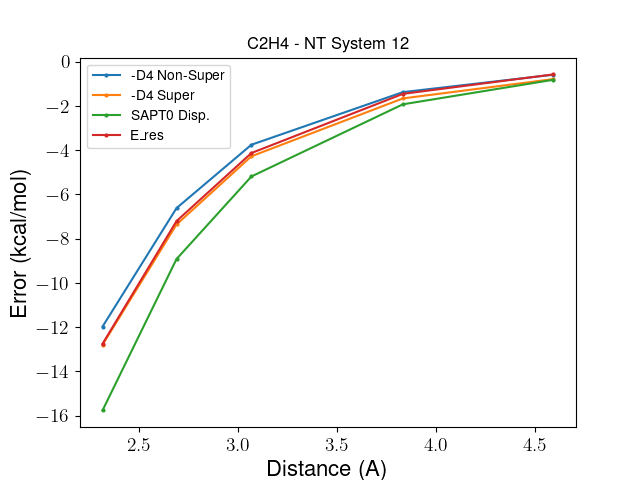 C2H4 - NT System 12
-D4 Non-Super
-D4 Super
SAPT0 Disp.
E_res
Error (kcal/mol)
0
−2
−4
−6
−8
−10
−12
−14
−16
2.5 3.0 3.5 4.0 4.5
Distance (A)